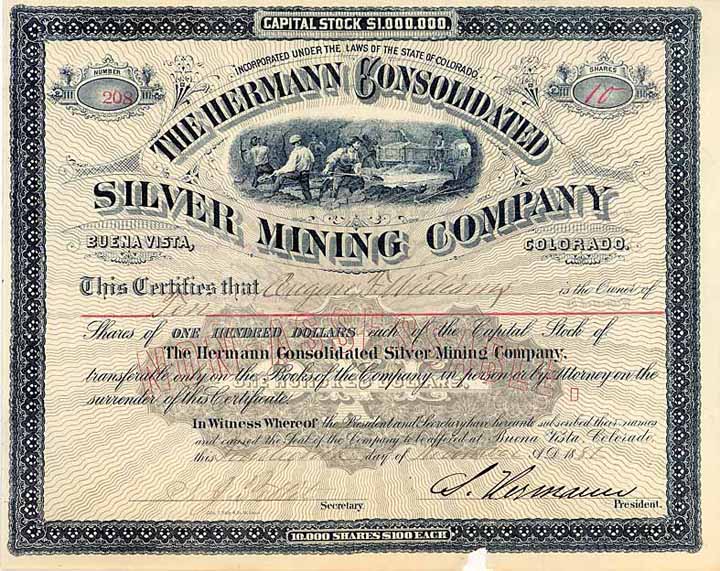 CAPITAL STOCK $1,000,000.
NUMBER
208
SHARES
10
INCORPORATED UNDER THE LAWS OF THE STATE OF COLORADO.
THE HERMANN CONSOLIDATED
SILVER MINING COMPANY
BUENA VISTA,
COLORADO.
This Certifies that Williams is the Owner of
Ten
Shares of ONE HUNDRED DOLLARS each of the Capital Stock of
The Hermann Consolidated Silver Mining Company,
transferable only on the Books of the Company in person or by Attorney on the
surrender of this Certificate.
NON ASSESSABLE.
In Witness Whereof the President and Secretary have hereunto subscribed their names
and caused the Seal of the Company to be affixed at Buena Vista, Colorado,
this day of A.D. 188
S. Hermann
Secretary.
President.
10,000 SHARES $100 EACH